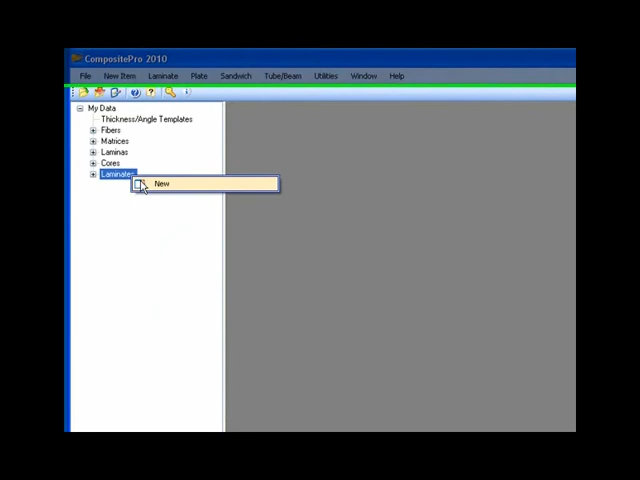 CompositePro 2010
File New Item Laminate Plate Sandwich Tube/Beam Utilities Window Help
My Data
Thickness/Angle Templates
Fibers
Matrices
Laminas
Cores
Laminates
New